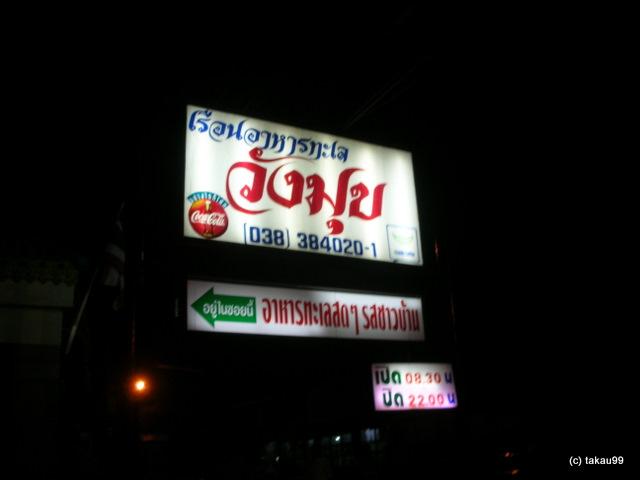 เรือนอาหารทะเล
วังมุข
Coca-Cola
(038) 384020-1
อยู่ในซอยนี้
อาหารทะเลสดๆ รสชาวบ้าน
เปิด 08.30 น
ปิด 22.00 น
(c) takau99